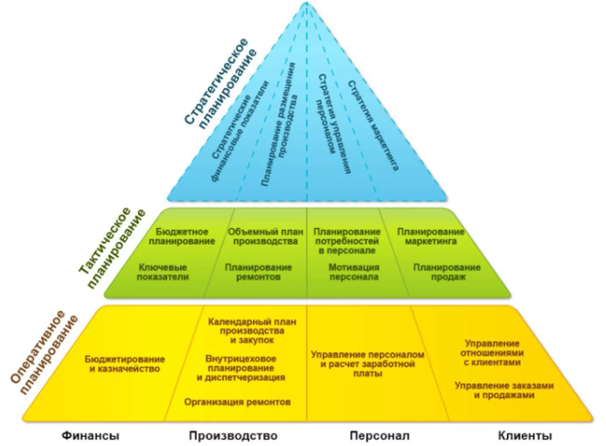 Стратегическое
планирование
Стратегические
финансовые показатели
Планирование размещения
производства
Стратегия управления
персоналом
Стратегия маркетинга
Тактическое
планирование
Бюджетное
планирование
Объемный план
производства
Планирование
потребностей
в персонале
Планирование
маркетинга
Ключевые
показатели
Планирование
ремонтов
Мотивация
персонала
Планирование
продаж
Оперативное
планирование
Бюджетирование
и казначейство
Календарный план
производства
и закупок
Внутрицеховое
планирование
и диспетчеризация
Организация ремонтов
Управление персоналом
и расчет заработной
платы
Управление
отношениями
с клиентами
Управление заказами
и продажами
Финансы
Производство
Персонал
Клиенты